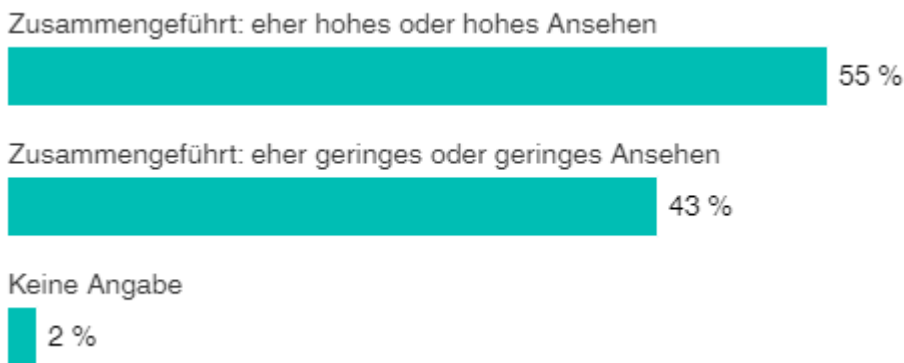 Zusammengeführt: eher hohes oder hohes Ansehen
55 %
Zusammengeführt: eher geringes oder geringes Ansehen
43 %
Keine Angabe
2 %